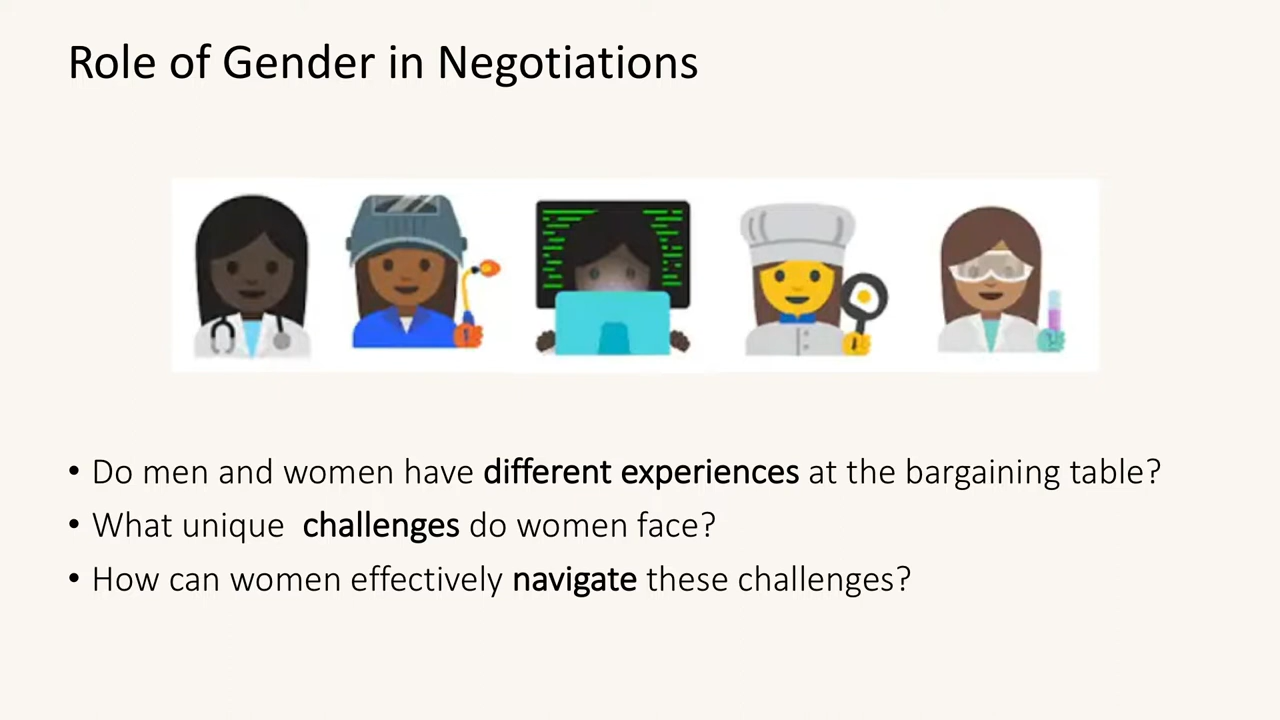 Role of Gender in Negotiations
• Do men and women have different experiences at the bargaining table?
• What unique  challenges do women face?
• How can women effectively navigate these challenges?